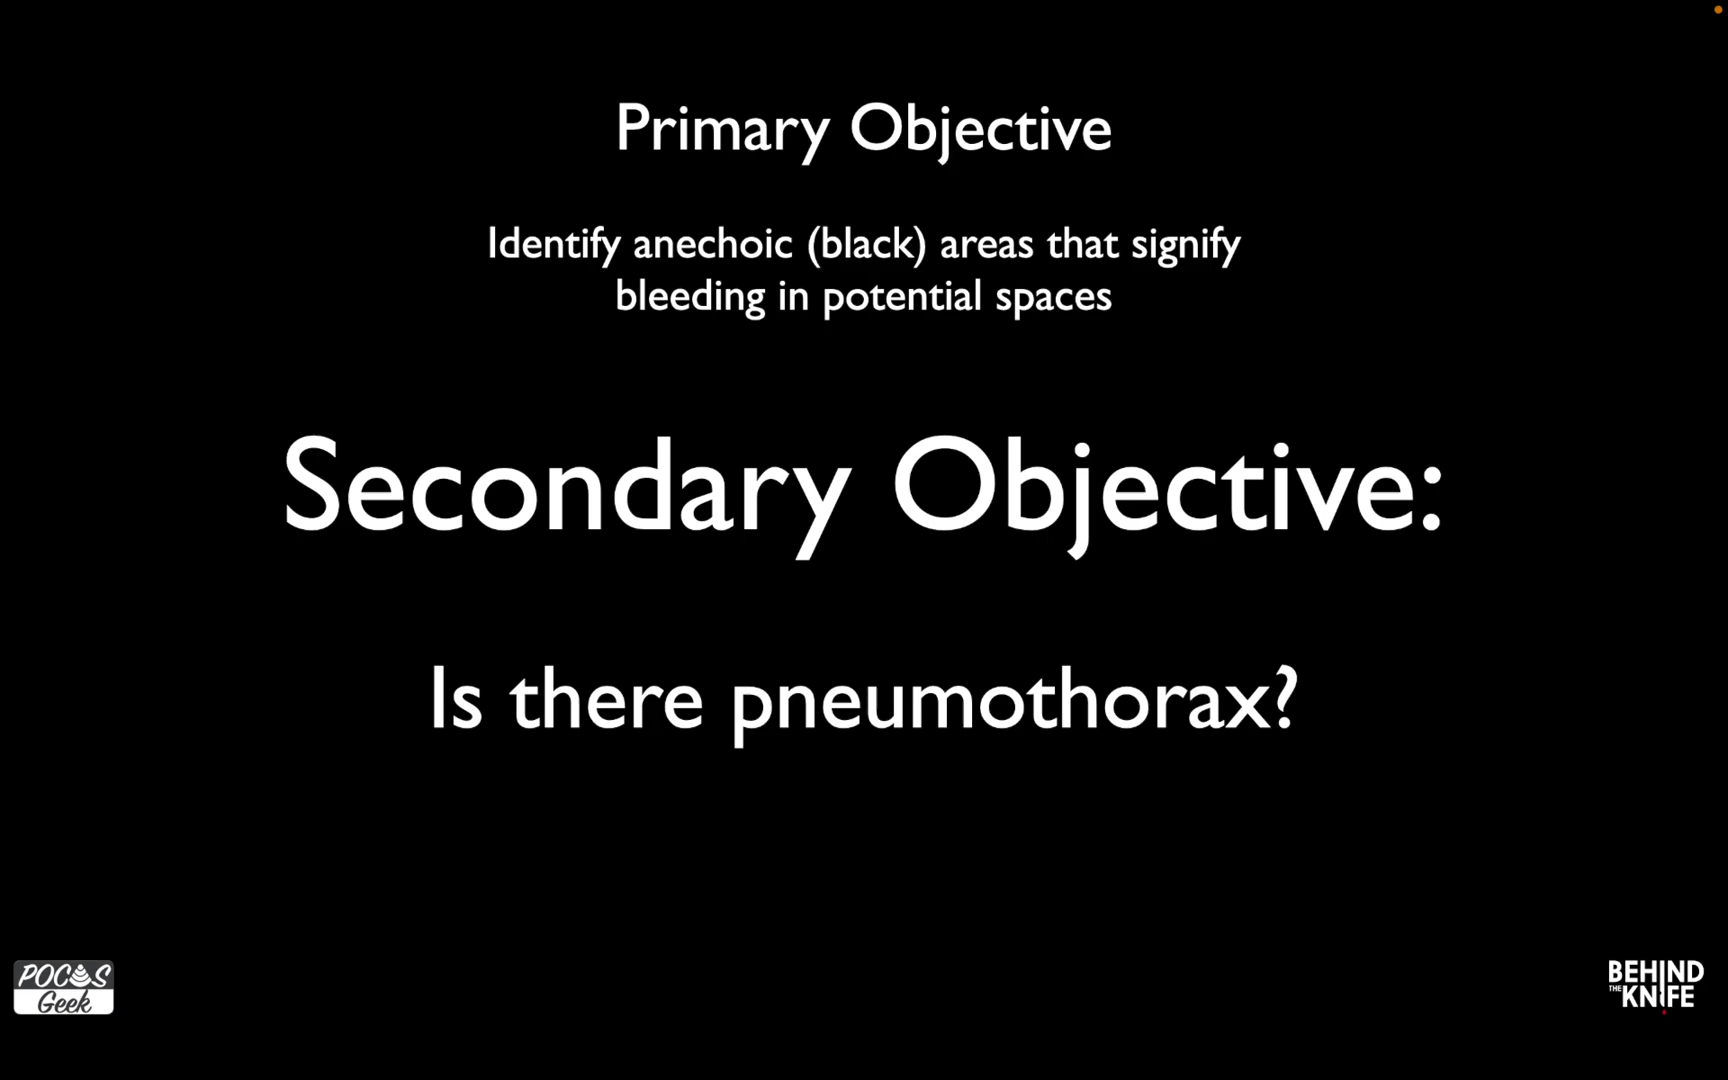 Primary Objective
Identify anechoic (black) areas that signify
bleeding in potential spaces
Secondary Objective:
Is there pneumothorax?
POCUS
Geek
BEHIND
THE KNIFE